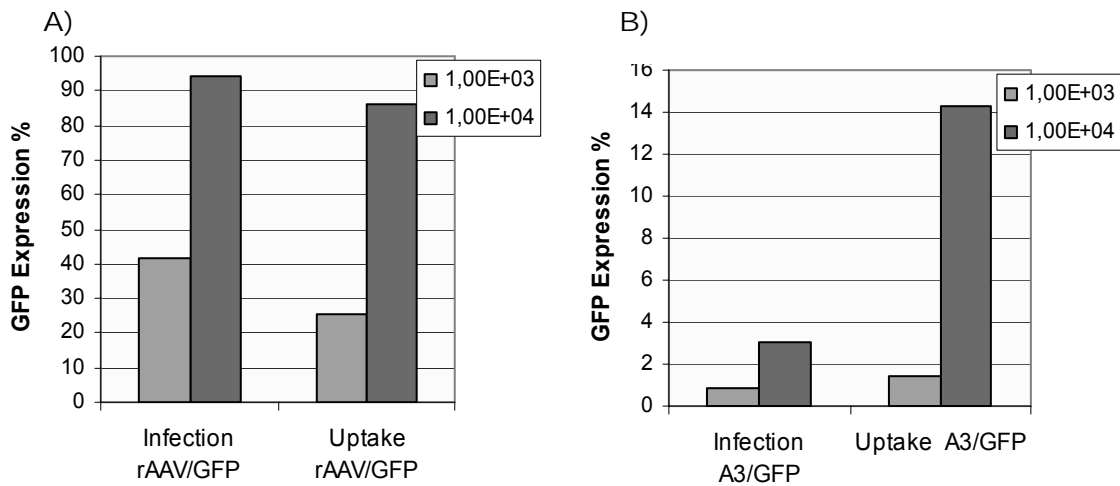 A)
GFP Expression %
100
90
80
70
60
50
40
30
20
10
0
1,00E+03
1,00E+04
Infection
rAAV/GFP
Uptake
rAAV/GFP
B)
GFP Expression %
16
14
12
10
8
6
4
2
0
1,00E+03
1,00E+04
Infection
A3/GFP
Uptake A3/GFP